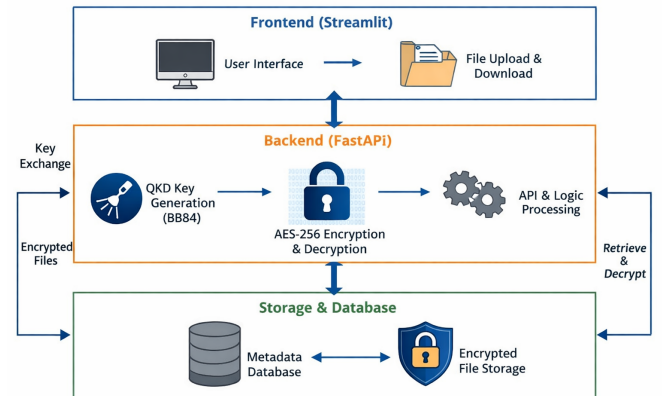 Frontend (Streamlit)
User Interface
File Upload &
Download
Backend (FastAPi)
Key
Exchange
QKD Key
Generation
(BB84)
AES-256 Encryption
& Decryption
API & Logic
Processing
Encrypted
Files
Retrieve
&
Decrypt
Storage & Database
Metadata
Database
Encrypted
File Storage